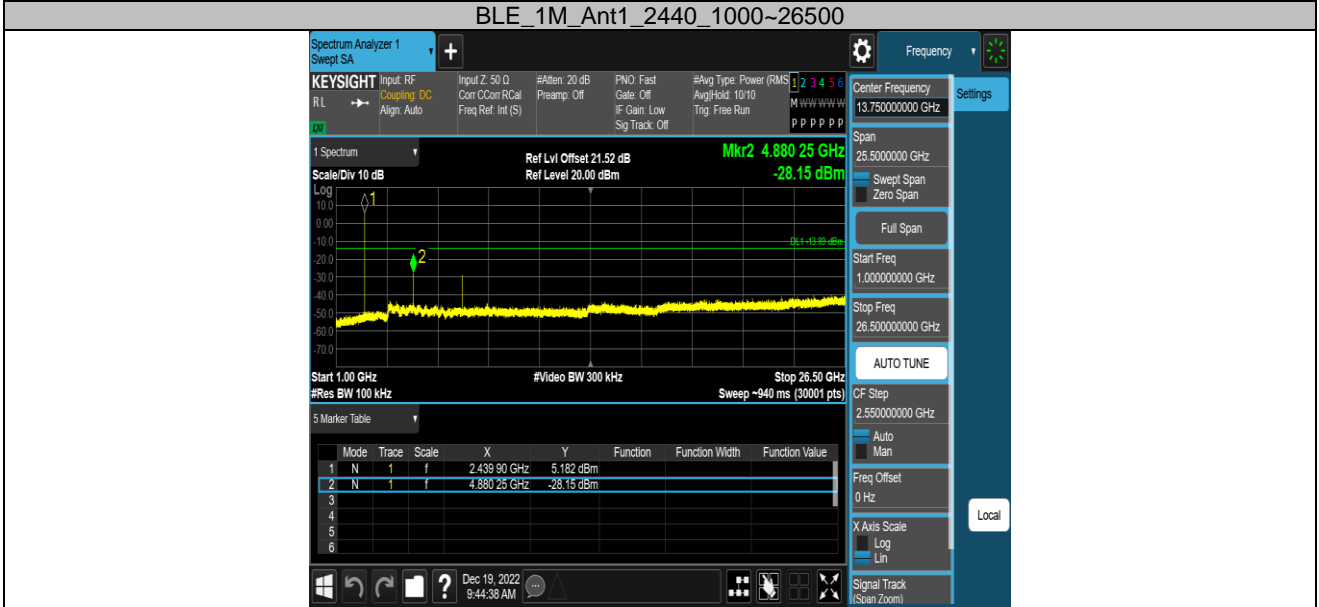 BLE_1M_Ant1_2440_1000~26500
Spectrum Analyzer 1
Swept SA
+
Frequency
KEYSIGHT
RL
LXI
Input: RF
Coupling: DC
Align: Auto
Input Z: 50 Ω
Corr CCorr RCal
Freq Ref: Int (S)
#Atten: 20 dB
Preamp: Off
PNO: Fast
Gate: Off
IF Gain: Low
Sig Track: Off
#Avg Type: Power (RMS
Avg|Hold: 10/10
Trig: Free Run
1 2 3 4 5 6
M W W W W W
P P P P P P
Center Frequency
13.750000000 GHz
Settings
Span
25.5000000 GHz
Swept Span
Zero Span
Full Span
Start Freq
1.000000000 GHz
Stop Freq
26.500000000 GHz
AUTO TUNE
CF Step
2.550000000 GHz
Auto
Man
Freq Offset
0 Hz
X Axis Scale
Log
Lin
Signal Track
(Span Zoom)
Local
1 Spectrum
Scale/Div 10 dB
Ref Lvl Offset 21.52 dB
Ref Level 20.00 dBm
Mkr2 4.880 25 GHz
-28.15 dBm
Log
10.0
0.00
-10.0
-20.0
-30.0
-40.0
-50.0
-60.0
-70.0
1
2
DL1 -13.89 dBm
Start 1.00 GHz
#Res BW 100 kHz
#Video BW 300 kHz
Stop 26.50 GHz
Sweep ~940 ms (30001 pts)
5 Marker Table
Mode Trace Scale X Y Function Function Width Function Value
1 N 1 f 2.439 90 GHz 5.182 dBm
2 N 1 f 4.880 25 GHz -28.15 dBm
3
4
5
6
?
Dec 19, 2022
9:44:38 AM